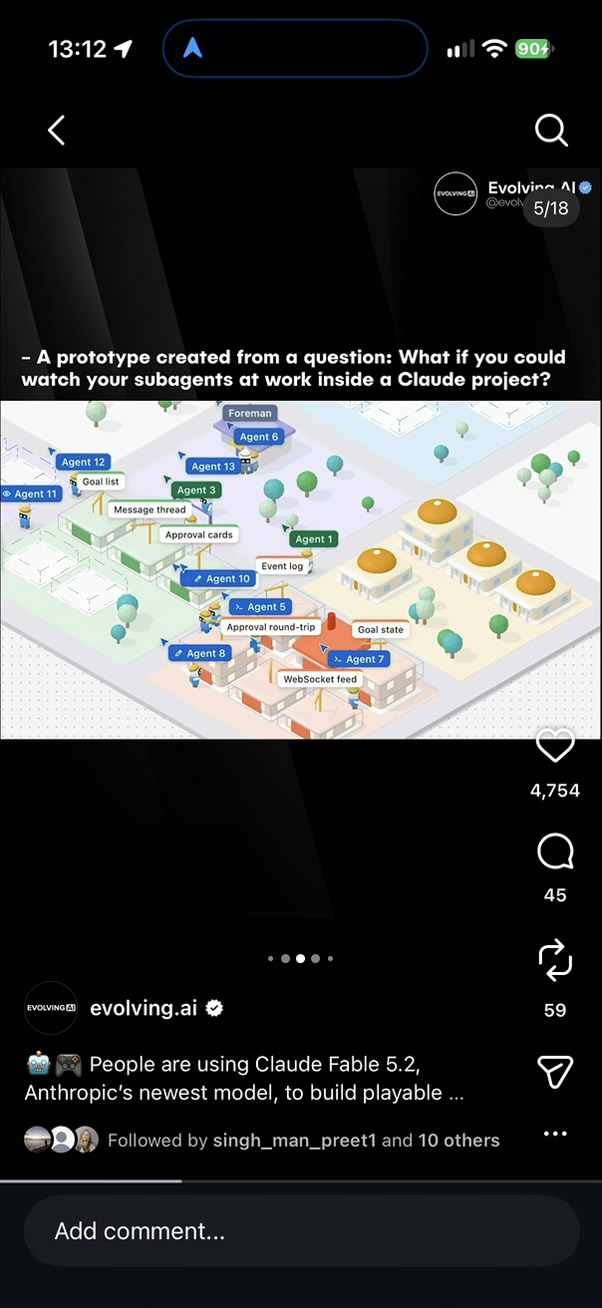 13:12
90
EVOLVING AI
Evolving AI
@evolv
5/18
- A prototype created from a question: What if you could
watch your subagents at work inside a Claude project?
Foreman
Agent 6
Agent 12
Agent 13
Goal list
Agent 11
Agent 3
Message thread
Approval cards
Agent 1
Event log
Agent 10
Agent 5
Approval round-trip
Goal state
Agent 8
Agent 7
WebSocket feed
4,754
45
59
EVOLVING AI
evolving.ai
🤖🎮 People are using Claude Fable 5.2,
Anthropic’s newest model, to build playable ...
Followed by singh_man_preet1 and 10 others
Add comment...